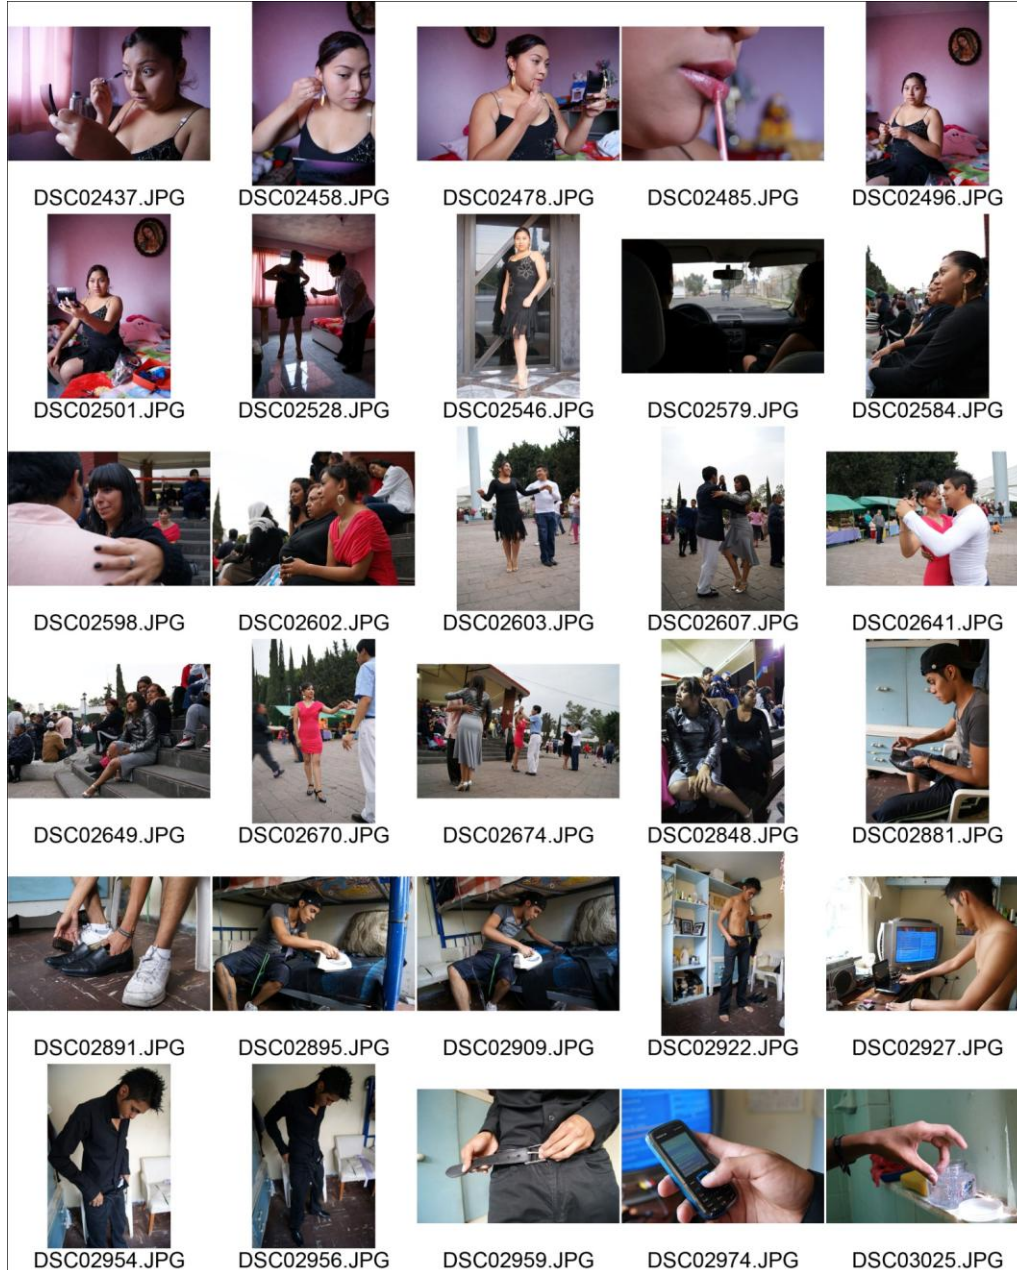 DSC02437.JPG DSC02458.JPG DSC02478.JPG DSC02485.JPG DSC02496.JPG
DSC02501.JPG DSC02528.JPG DSC02546.JPG DSC02579.JPG DSC02584.JPG
DSC02598.JPG DSC02602.JPG DSC02603.JPG DSC02607.JPG DSC02641.JPG
DSC02649.JPG DSC02670.JPG DSC02674.JPG DSC02848.JPG DSC02881.JPG
DSC02891.JPG DSC02895.JPG DSC02909.JPG DSC02922.JPG DSC02927.JPG
DSC02954.JPG DSC02956.JPG DSC02959.JPG DSC02974.JPG DSC03025.JPG